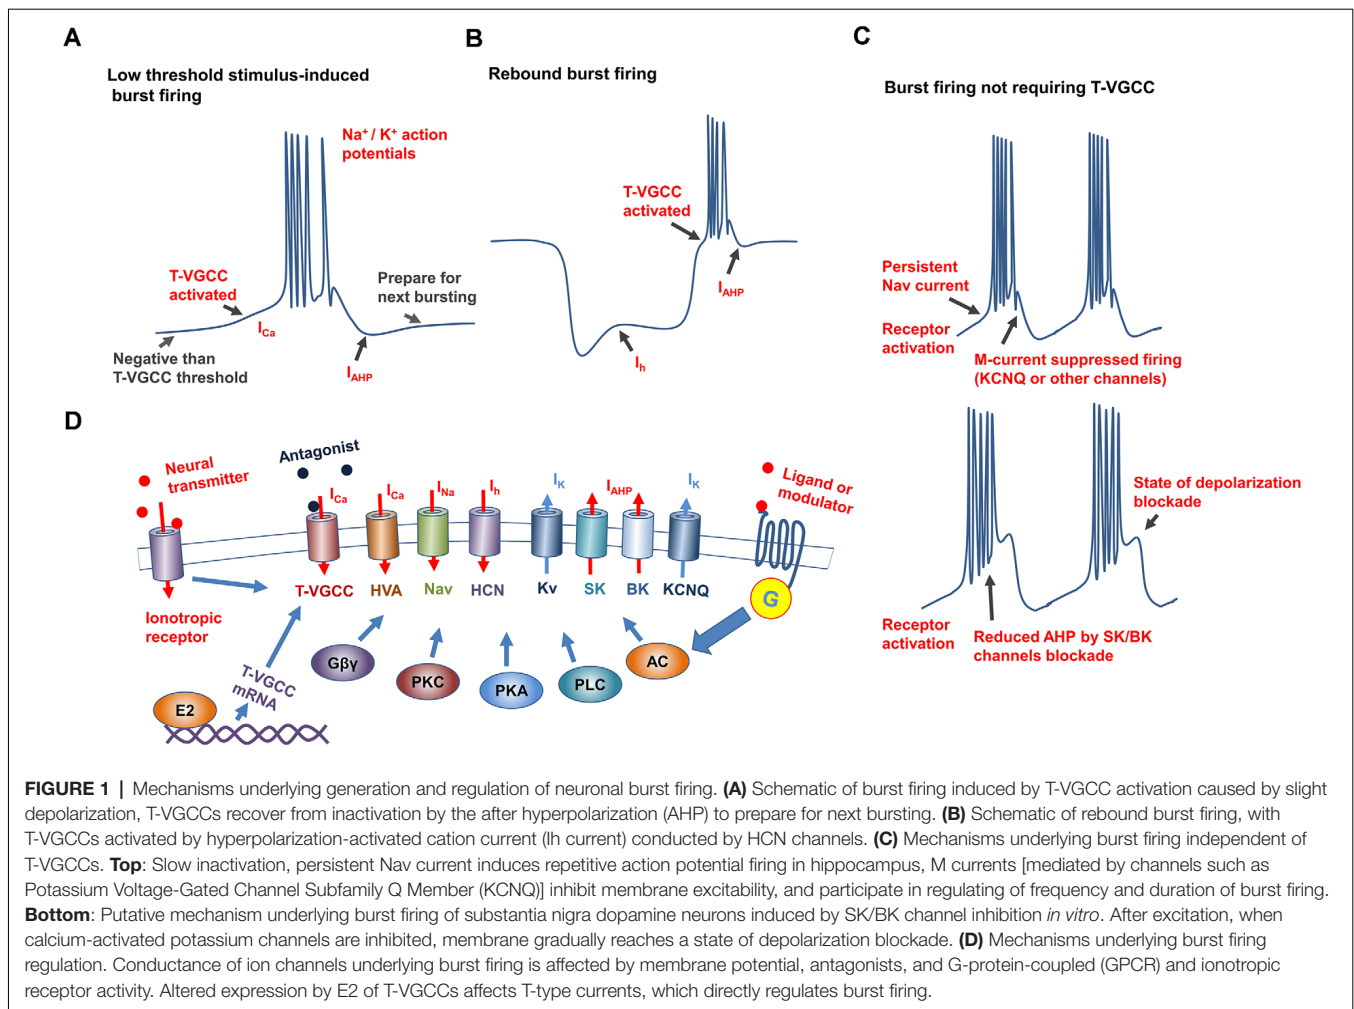 A
Low threshold stimulus-induced
burst firing
Na⁺ / K⁺ action
potentials
T-VGCC
activated
I_Ca
Prepare for
next bursting
Negative than
T-VGCC threshold
I_AHP
B
Rebound burst firing
T-VGCC
activated
I_AHP
I_h
C
Burst firing not requiring T-VGCC
Persistent
Nav current
Receptor
activation
M-current suppressed firing
(KCNQ or other channels)
State of depolarization
blockade
Receptor
activation
Reduced AHP by SK/BK
channels blockade
D
Neural
transmitter
Antagonist
I_Ca
I_Ca
I_Na
I_h
I_K
I_AHP
I_K
Ligand or
modulator
Ionotropic
receptor
T-VGCC
HVA
Nav
HCN
Kv
SK
BK
KCNQ
G
Gβγ
PKC
PKA
PLC
AC
T-VGCC
mRNA
E2
FIGURE 1 | Mechanisms underlying generation and regulation of neuronal burst firing. (A) Schematic of burst firing induced by T-VGCC activation caused by slight
depolarization, T-VGCCs recover from inactivation by the after hyperpolarization (AHP) to prepare for next bursting. (B) Schematic of rebound burst firing, with
T-VGCCs activated by hyperpolarization-activated cation current (Ih current) conducted by HCN channels. (C) Mechanisms underlying burst firing independent of
T-VGCCs. Top: Slow inactivation, persistent Nav current induces repetitive action potential firing in hippocampus, M currents [mediated by channels such as
Potassium Voltage-Gated Channel Subfamily Q Member (KCNQ)] inhibit membrane excitability, and participate in regulating of frequency and duration of burst firing.
Bottom: Putative mechanism underlying burst firing of substantia nigra dopamine neurons induced by SK/BK channel inhibition in vitro. After excitation, when
calcium-activated potassium channels are inhibited, membrane gradually reaches a state of depolarization blockade. (D) Mechanisms underlying burst firing
regulation. Conductance of ion channels underlying burst firing is affected by membrane potential, antagonists, and G-protein-coupled (GPCR) and ionotropic
receptor activity. Altered expression by E2 of T-VGCCs affects T-type currents, which directly regulates burst firing.